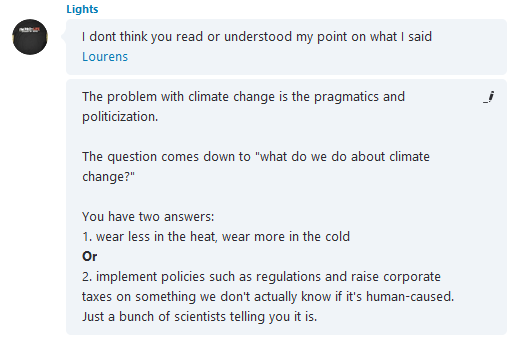 Lights
I dont think you read or understood my point on what I said
Lourens
The problem with climate change is the pragmatics and
politicization.
The question comes down to "what do we do about climate
change?"
You have two answers:
1. wear less in the heat, wear more in the cold
Or
2. implement policies such as regulations and raise corporate
taxes on something we don't actually know if it's human-caused.
Just a bunch of scientists telling you it is.